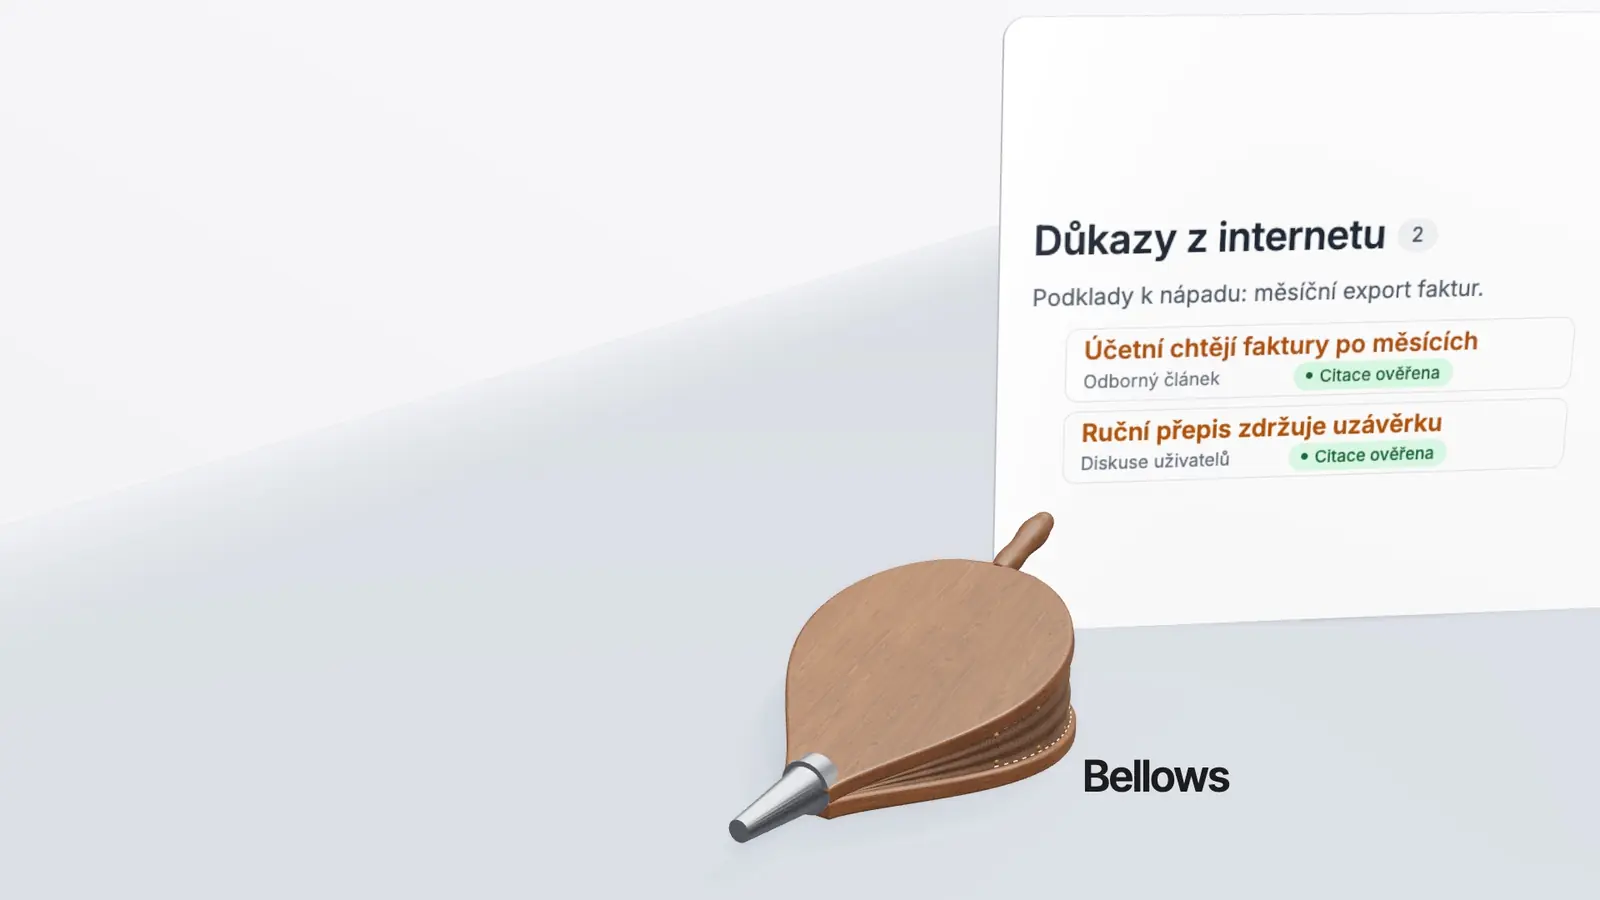 Důkazy z internetu 2
Podklady k nápadu: měsíční export faktur.
Účetní chtějí faktury po měsících
Odborný článek • Citace ověřena
Ruční přepis zdržuje uzávěrku
Diskuse uživatelů • Citace ověřena
Bellows